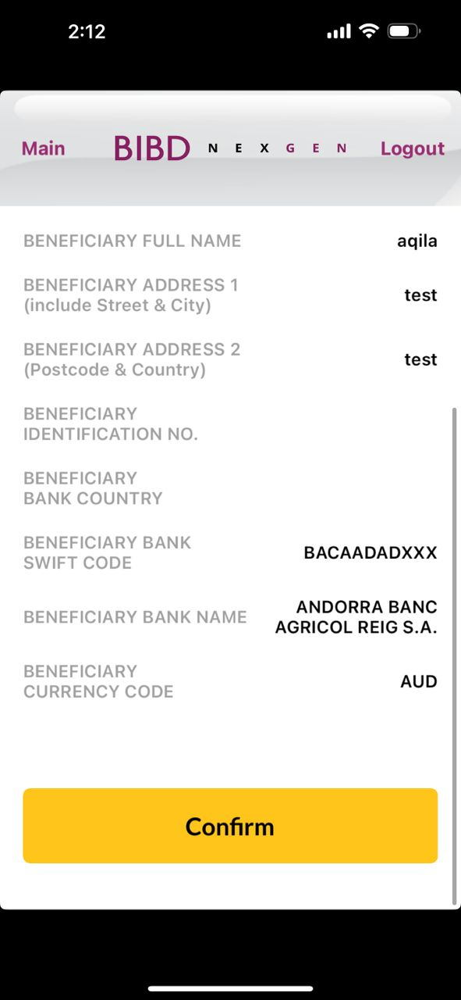 2:12
Main BIBD NEXGEN Logout
BENEFICIARY FULL NAME aqila
BENEFICIARY ADDRESS 1
(include Street & City) test
BENEFICIARY ADDRESS 2
(Postcode & Country) test
BENEFICIARY
IDENTIFICATION NO.
BENEFICIARY
BANK COUNTRY
BENEFICIARY BANK
SWIFT CODE BACAADADXXX
BENEFICIARY BANK NAME ANDORRA BANC
AGRICOL REIG S.A.
BENEFICIARY
CURRENCY CODE AUD
Confirm